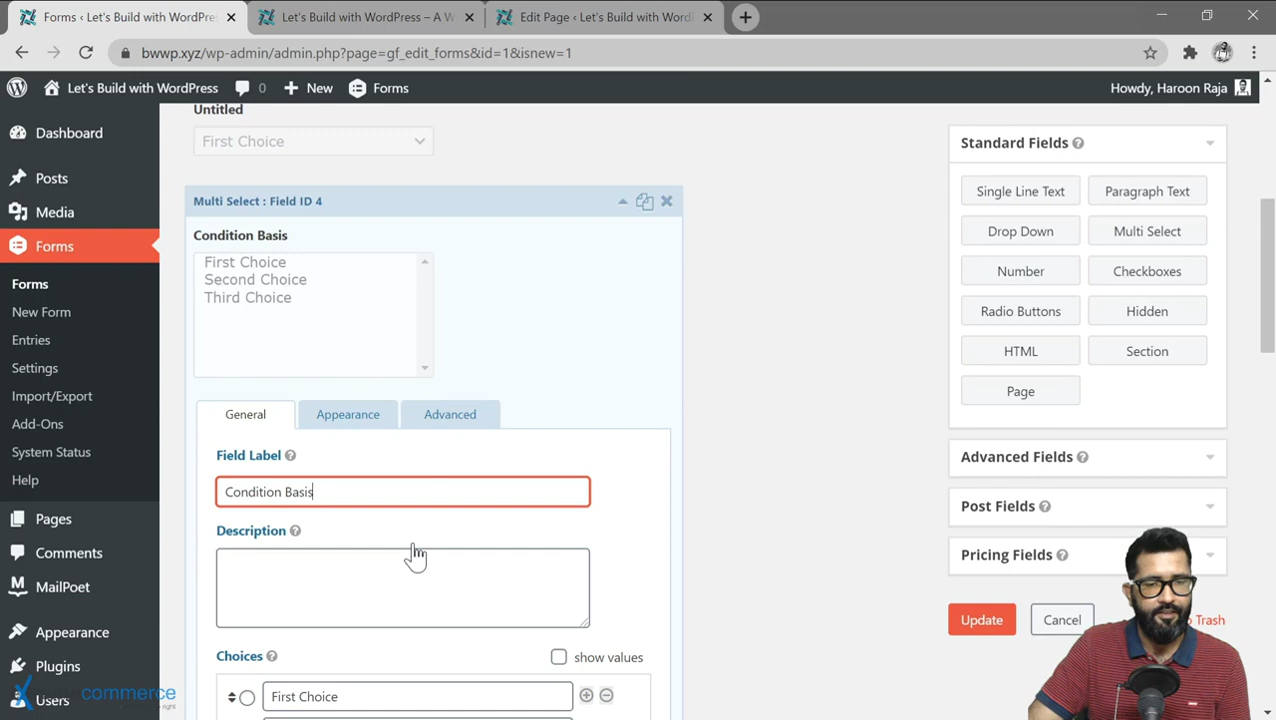 Forms ‹ Let's Build with WordPre
Let's Build with WordPress – A W
Edit Page ‹ Let's Build with Word
bwwp.xyz/wp-admin/admin.php?page=gf_edit_forms&id=1&isnew=1
Let's Build with WordPress
0
New
Forms
Howdy, Haroon Raja
Dashboard
Posts
Media
Forms
Forms
New Form
Entries
Settings
Import/Export
Add-Ons
System Status
Help
Pages
Comments
MailPoet
Appearance
Plugins
Users
commerce
Untitled
First Choice
Multi Select : Field ID 4
Condition Basis
First Choice
Second Choice
Third Choice
General
Appearance
Advanced
Field Label
Condition Basis
Description
Choices
show values
First Choice
Standard Fields
Single Line Text
Paragraph Text
Drop Down
Multi Select
Number
Checkboxes
Radio Buttons
Hidden
HTML
Section
Page
Advanced Fields
Post Fields
Pricing Fields
Update
Cancel
Trash